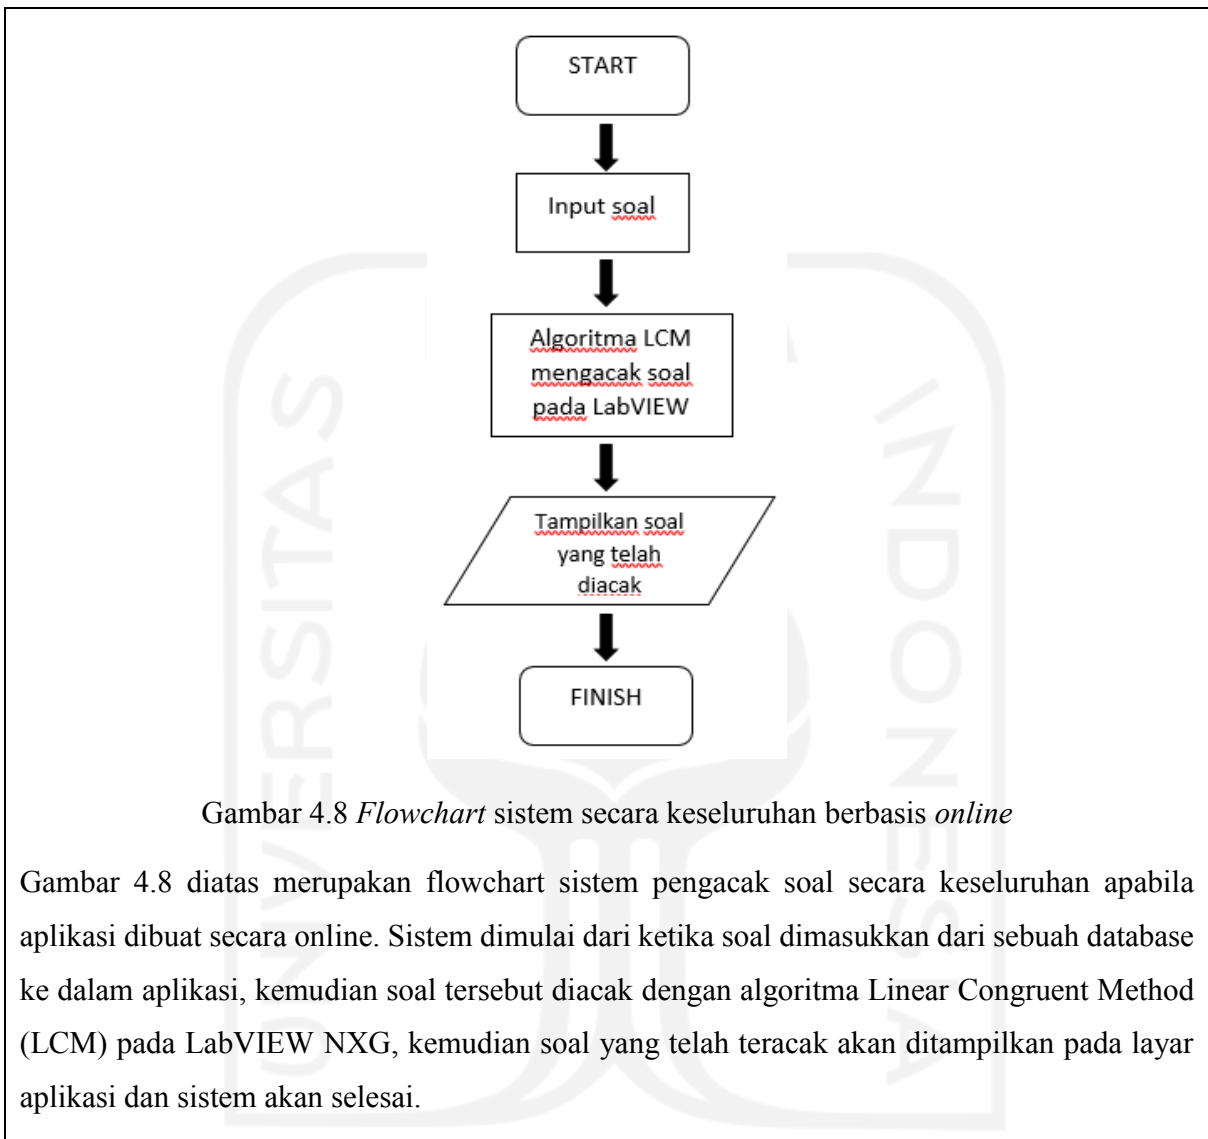 START
Input soal
Algoritma LCM
mengacak soal
pada LabVIEW
Tampilkan soal
yang telah
diacak
FINISH
Gambar 4.8 Flowchart sistem secara keseluruhan berbasis online
Gambar 4.8 diatas merupakan flowchart sistem pengacak soal secara keseluruhan apabila
aplikasi dibuat secara online. Sistem dimulai dari ketika soal dimasukkan dari sebuah database
ke dalam aplikasi, kemudian soal tersebut diacak dengan algoritma Linear Congruent Method
(LCM) pada LabVIEW NXG, kemudian soal yang telah teracak akan ditampilkan pada layar
aplikasi dan sistem akan selesai.
UNIVERSITAS
INDONESIA